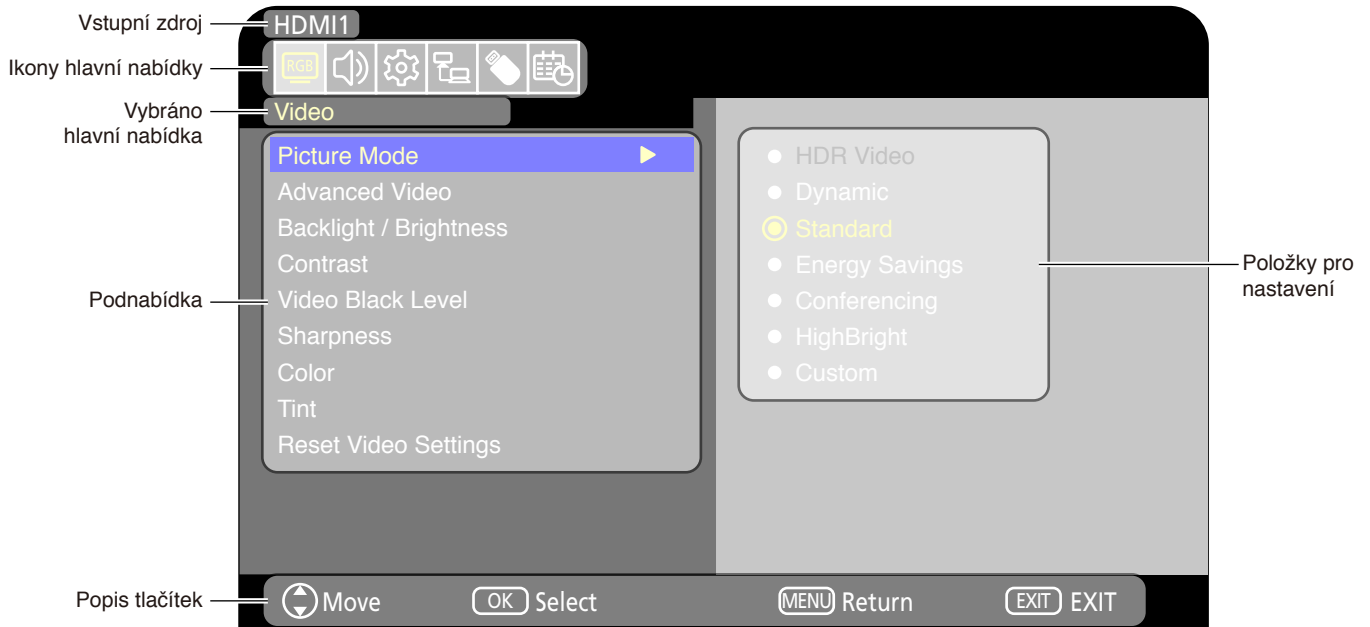 Vstupní zdroj
HDMI1
Ikony hlavní nabídky
RGB
Vybráno
hlavní nabídka
Video
Podnabídka
Picture Mode
Advanced Video
Backlight / Brightness
Contrast
Video Black Level
Sharpness
Color
Tint
Reset Video Settings
HDR Video
Dynamic
Standard
Energy Savings
Conferencing
HighBright
Custom
Položky pro
nastavení
Popis tlačítek
Move
OK Select
MENU Return
EXIT EXIT